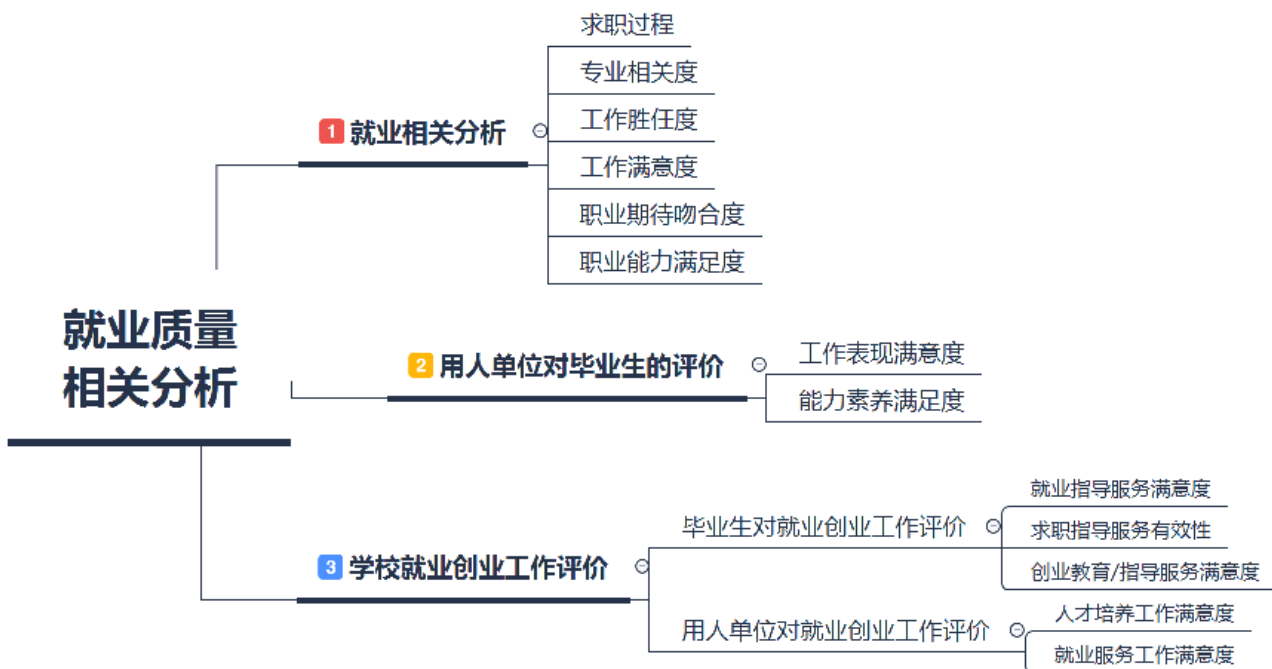 就业质量
相关分析
1 就业相关分析
求职过程
专业相关度
工作胜任度
工作满意度
职业期待吻合度
职业能力满足度
2 用人单位对毕业生的评价
工作表现满意度
能力素养满足度
3 学校就业创业工作评价
毕业生对就业创业工作评价
就业指导服务满意度
求职指导服务有效性
创业教育/指导服务满意度
用人单位对就业创业工作评价
人才培养工作满意度
就业服务工作满意度